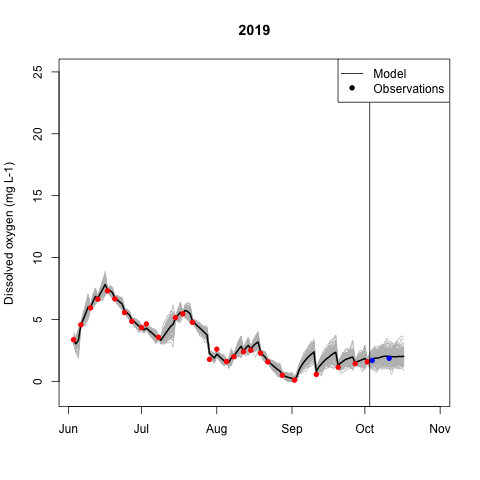 2019
Model
Observations
Dissolved oxygen (mg L-1)
25
20
15
10
5
0
Jun Jul Aug Sep Oct Nov